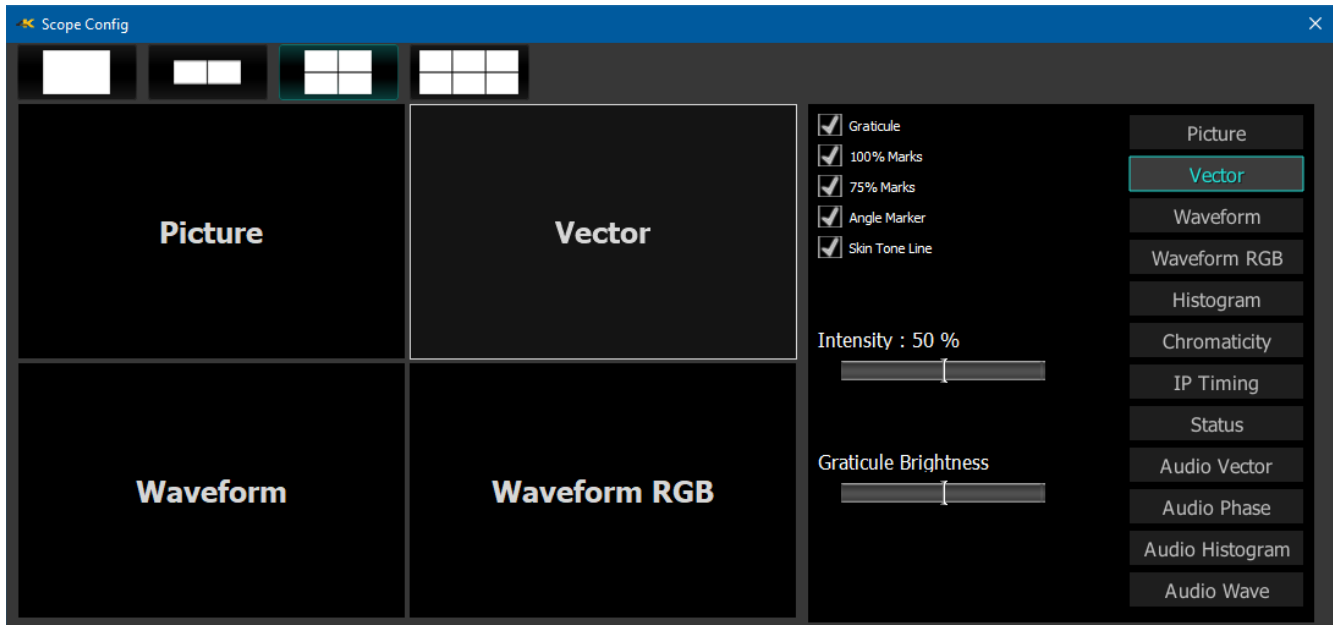 Scope Config
Picture
Vector
Waveform
Waveform RGB
Graticule
100% Marks
75% Marks
Angle Marker
Skin Tone Line
Intensity : 50 %
Graticule Brightness
Picture
Vector
Waveform
Waveform RGB
Histogram
Chromaticity
IP Timing
Status
Audio Vector
Audio Phase
Audio Histogram
Audio Wave